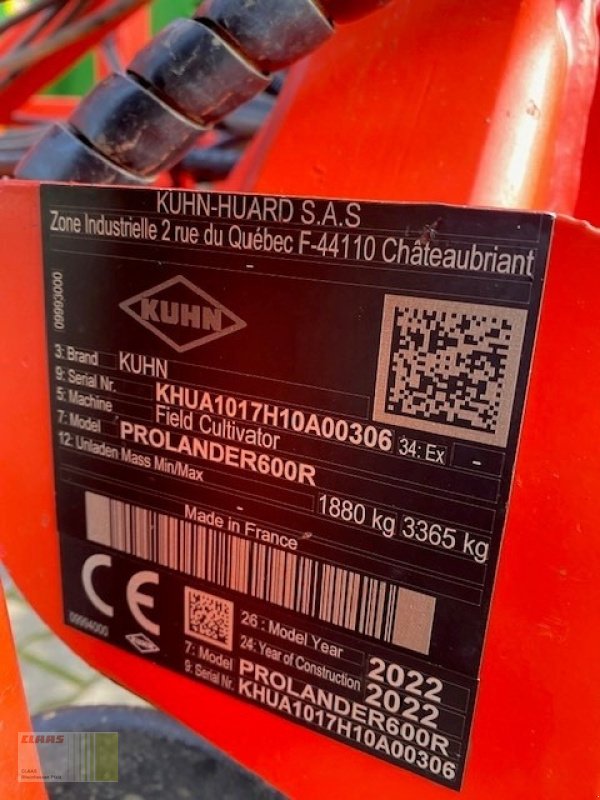 KUHN-HUARD S.A.S
Zone Industrielle 2 rue du Québec F-44110 Châteaubriant
-
09993000
KUHN
3: Brand KUHN
9: Serial Nr. KHUA1017H10A00306 34: Ex -
5: Machine Field Cultivator
7: Model PROLANDER600R
12: Unladen Mass Min/Max 1880 kg 3365 kg
Made in France
CE
09994000
KUHN
26: Model Year 2022
24: Year of Construction 2022
7: Model PROLANDER600R
9: Serial Nr. KHUA1017H10A00306
CLAAS
CLAAS